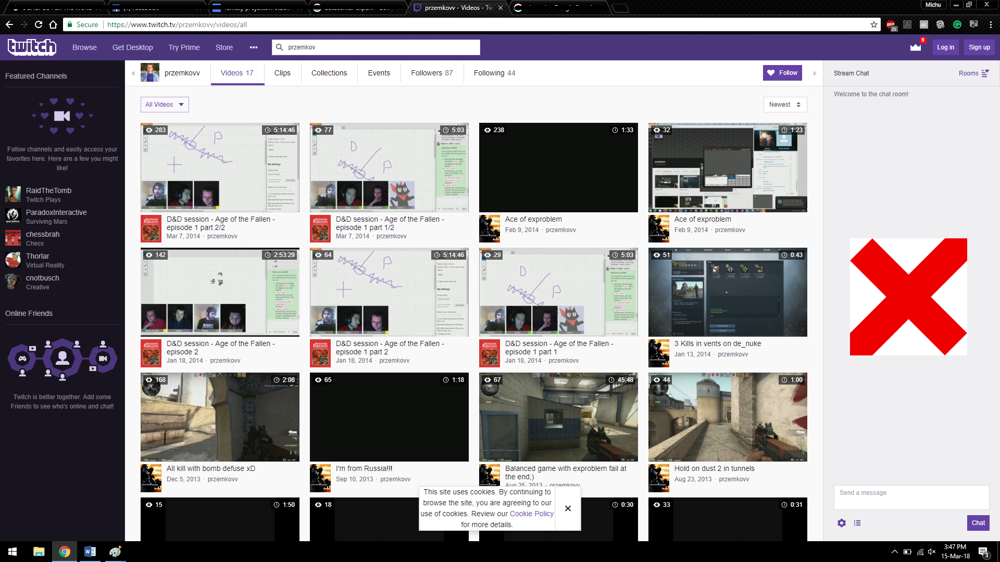 Michu
przemkovv - Videos - Tw
Secure
https://www.twitch.tv/przemkovv/videos/all
ABP
25
twitch
Browse
Get Desktop
Try Prime
Store
przemkov
6
Log in
Sign up
Featured Channels
Follow channels and easily access your
favorites here. Here are a few you might
like!
RaidTheTomb
Twitch Plays
ParadoxInteractive
Surviving Mars
chessbrah
Chess
Thorlar
Virtual Reality
cnotbusch
Creative
Online Friends
Twitch is better together. Add some
Friends to see who's online and chat!
przemkovv
Videos 17
Clips
Collections
Events
Followers 87
Following 44
Follow
All Videos
Newest
283
5:14:46
D&D session - Age of the Fallen -
episode 1 part 2/2
Mar 7, 2014 · przemkovv
77
5:03
D&D session - Age of the Fallen -
episode 1 part 1/2
Mar 7, 2014 · przemkovv
238
1:33
Ace of exproblem
Feb 9, 2014 · przemkovv
32
1:23
Ace of exproblem
Feb 9, 2014 · przemkovv
142
2:53:29
D&D session - Age of the Fallen -
episode 2
Jan 18, 2014 · przemkovv
64
5:14:46
D&D session - Age of the Fallen -
episode 1 part 2
Jan 18, 2014 · przemkovv
29
5:03
D&D session - Age of the Fallen -
episode 1 part 1
Jan 18, 2014 · przemkovv
51
0:43
3 Kills in vents on de_nuke
Jan 13, 2014 · przemkovv
168
2:08
All kill with bomb defuse xD
Dec 5, 2013 · przemkovv
65
1:18
I'm from Russia!!!
Sep 10, 2013 · przemkovv
67
45:48
Balanced game with exproblem fail at
the end;)
Aug 25, 2013 · przemkovv
44
1:00
Hold on dust 2 in tunnels
Aug 23, 2013 · przemkovv
15
1:50
18
0:30
33
0:31
This site uses cookies. By continuing to
browse the site, you are agreeing to our
use of cookies. Review our Cookie Policy
for more details.
Stream Chat
Rooms
Welcome to the chat room!
Send a message
Chat
3:47 PM
15-Mar-18
3